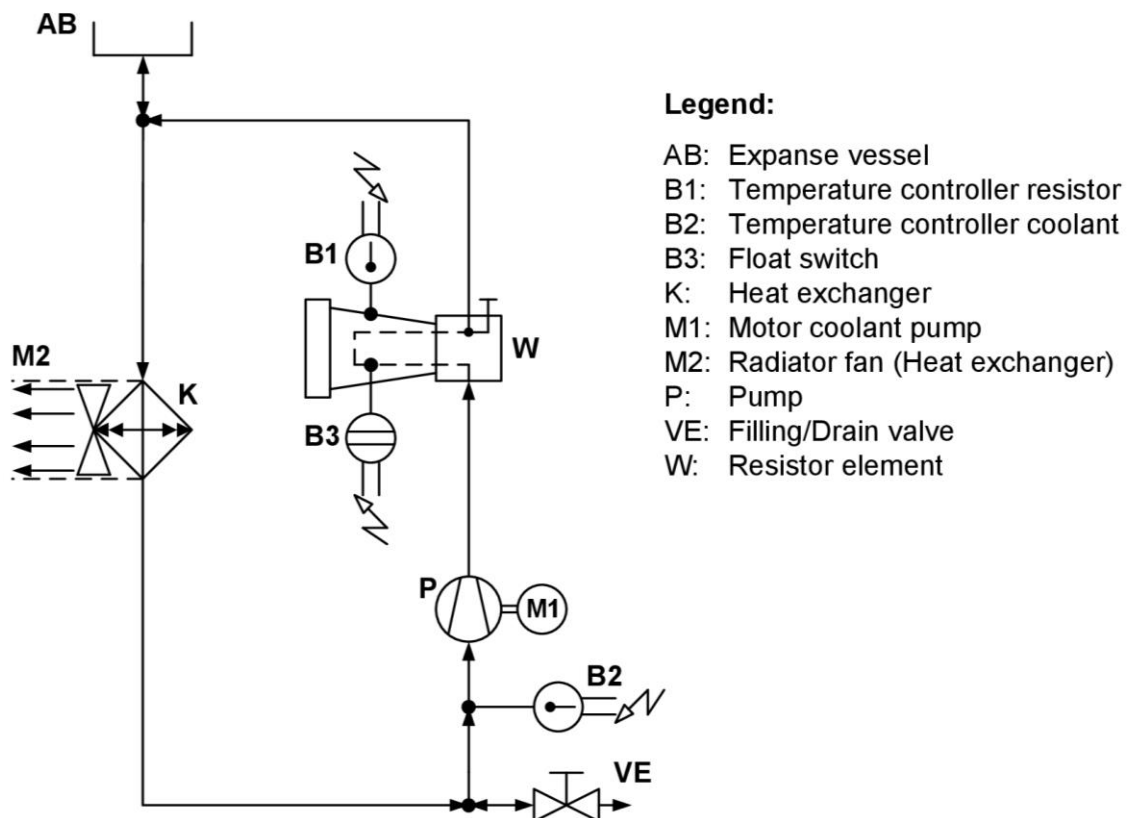 AB
B1
W
M2
K
B3
P
M1
B2
VE
Legend:
AB: Expanse vessel
B1: Temperature controller resistor
B2: Temperature controller coolant
B3: Float switch
K: Heat exchanger
M1: Motor coolant pump
M2: Radiator fan (Heat exchanger)
P: Pump
VE: Filling/Drain valve
W: Resistor element